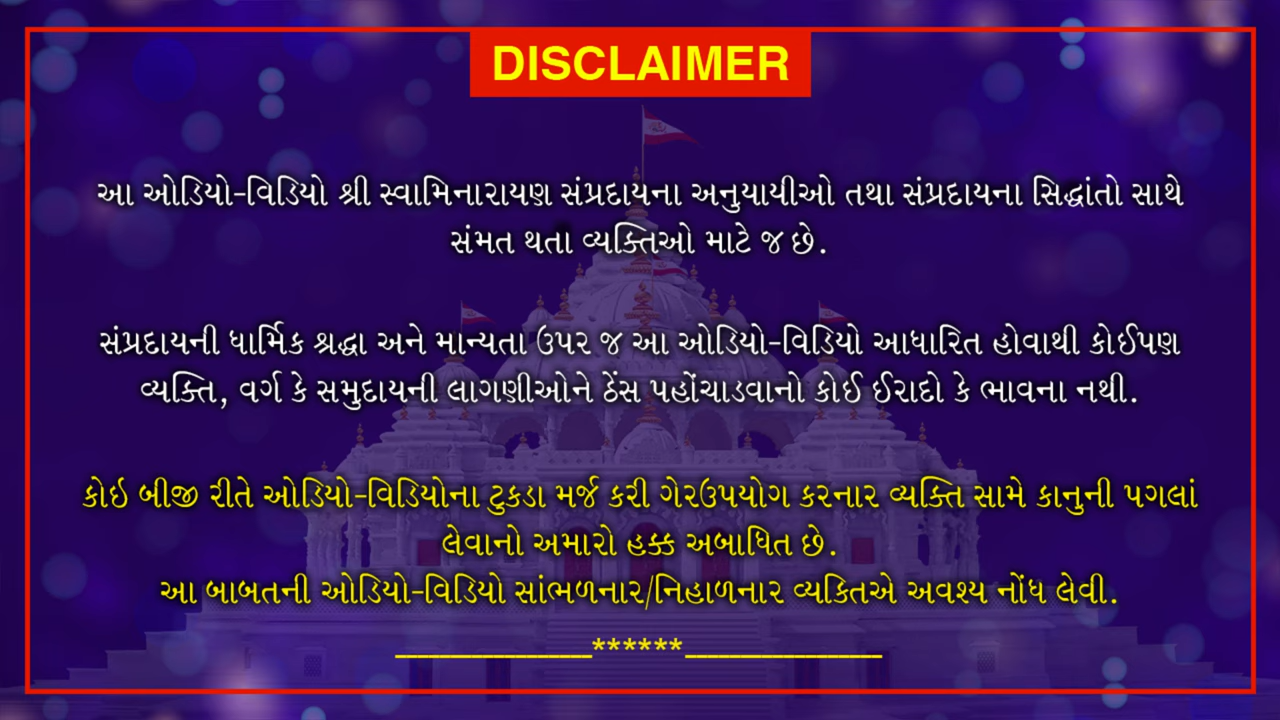 DISCLAIMER
આ ઓડિયો-વિડિયો શ્રી સ્વામિનારાયણ સંપ્રદાયના અનુયાયીઓ તથા સંપ્રદાયના સિદ્ધાંતો સાથે
સંમત થતા વ્યક્તિઓ માટે જ છે.
સંપ્રદાયની ધાર્મિક શ્રદ્ધા અને માન્યતા ઉપર જ આ ઓડિયો-વિડિયો આધારિત હોવાથી કોઈપણ
વ્યક્તિ, વર્ગ કે સમુદાયની લાગણીઓને ઠેંસ પહોંચાડવાનો કોઈ ઈરાદો કે ભાવના નથી.
કોઇ બીજી રીતે ઓડિયો-વિડિયોના ટુકડા મર્જ કરી ગેરઉપયોગ કરનાર વ્યક્તિ સામે કાનુની પગલાં
લેવાનો અમારો હક્ક અબાધિત છે.
આ બાબતની ઓડિયો-વિડિયો સાંભળનાર/નિહાળનાર વ્યકિતએ અવશ્ય નોંધ લેવી.
______________******______________